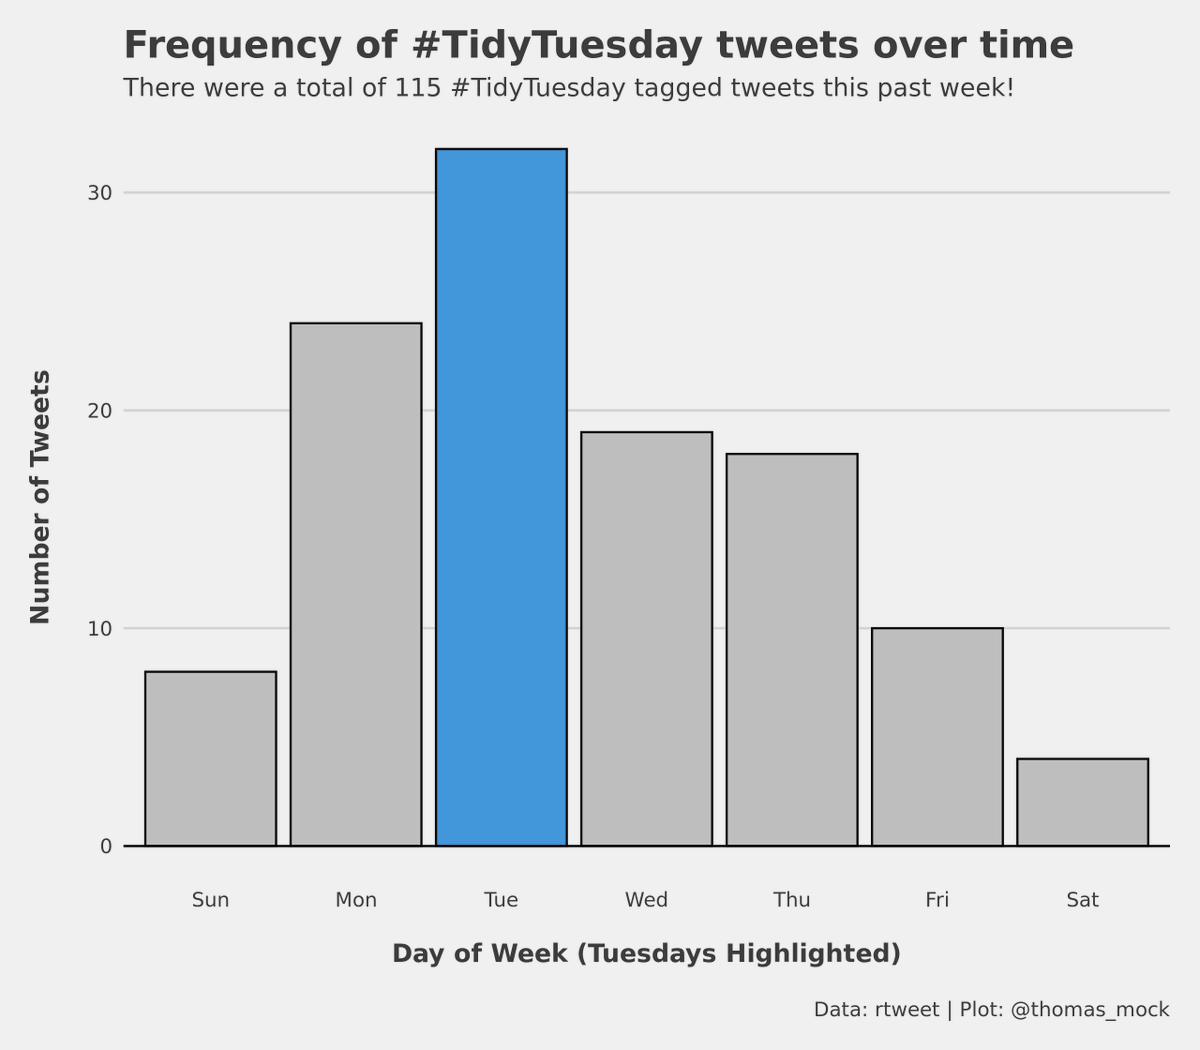 Frequency of #TidyTuesday tweets over time
There were a total of 115 #TidyTuesday tagged tweets this past week!
Number of Tweets
30
20
10
0
Sun Mon Tue Wed Thu Fri Sat
Day of Week (Tuesdays Highlighted)
Data: rtweet | Plot: @thomas_mock